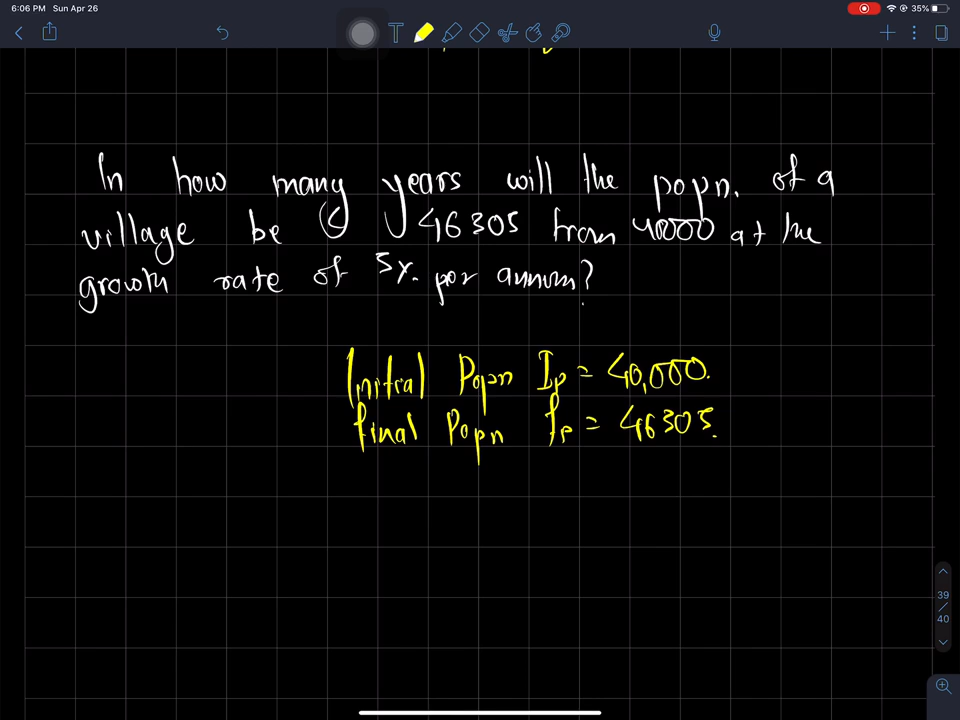 6:06 PM Sun Apr 26
35%
In how many years will the popn. of a
village be 46305 from 40000 at the
growth rate of 5%. per annum?
Initial Popn Ip = 40,000.
final Popn fp = 46305.
39
/
40